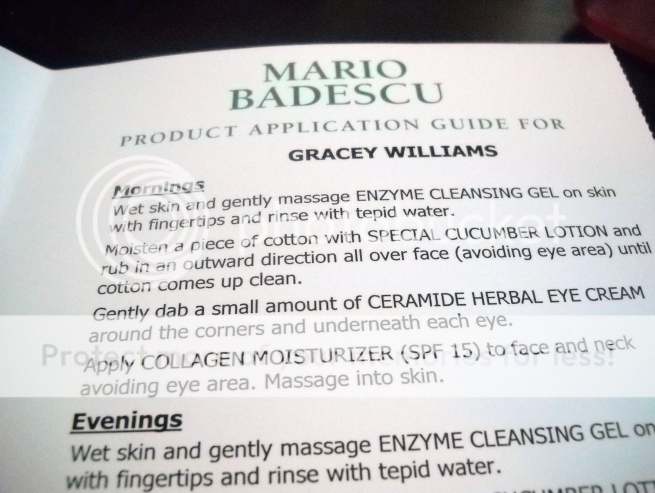 MARIO
BADESCU
PRODUCT APPLICATION GUIDE FOR
GRACEY WILLIAMS
Mornings
Wet skin and gently massage ENZYME CLEANSING GEL on skin
with fingertips and rinse with tepid water.
Moisten a piece of cotton with SPECIAL CUCUMBER LOTION and
rub in an outward direction all over face (avoiding eye area) until
cotton comes up clean.
Gently dab a small amount of CERAMIDE HERBAL EYE CREAM
around the corners and underneath each eye.
Apply COLLAGEN MOISTURIZER (SPF 15) to face and neck
avoiding eye area. Massage into skin.
Evenings
Wet skin and gently massage ENZYME CLEANSING GEL on
with fingertips and rinse with tepid water.
CUCUMBER